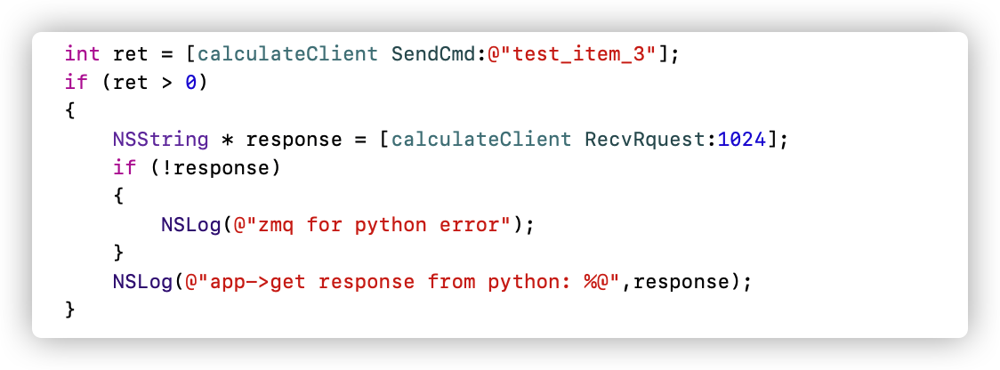 int ret = [calculateClient SendCmd:@"test_item_3"];
if (ret > 0)
{
NSString * response = [calculateClient RecvRquest:1024];
if (!response)
{
NSLog(@"zmq for python error");
}
NSLog(@"app->get response from python: %@",response);
}